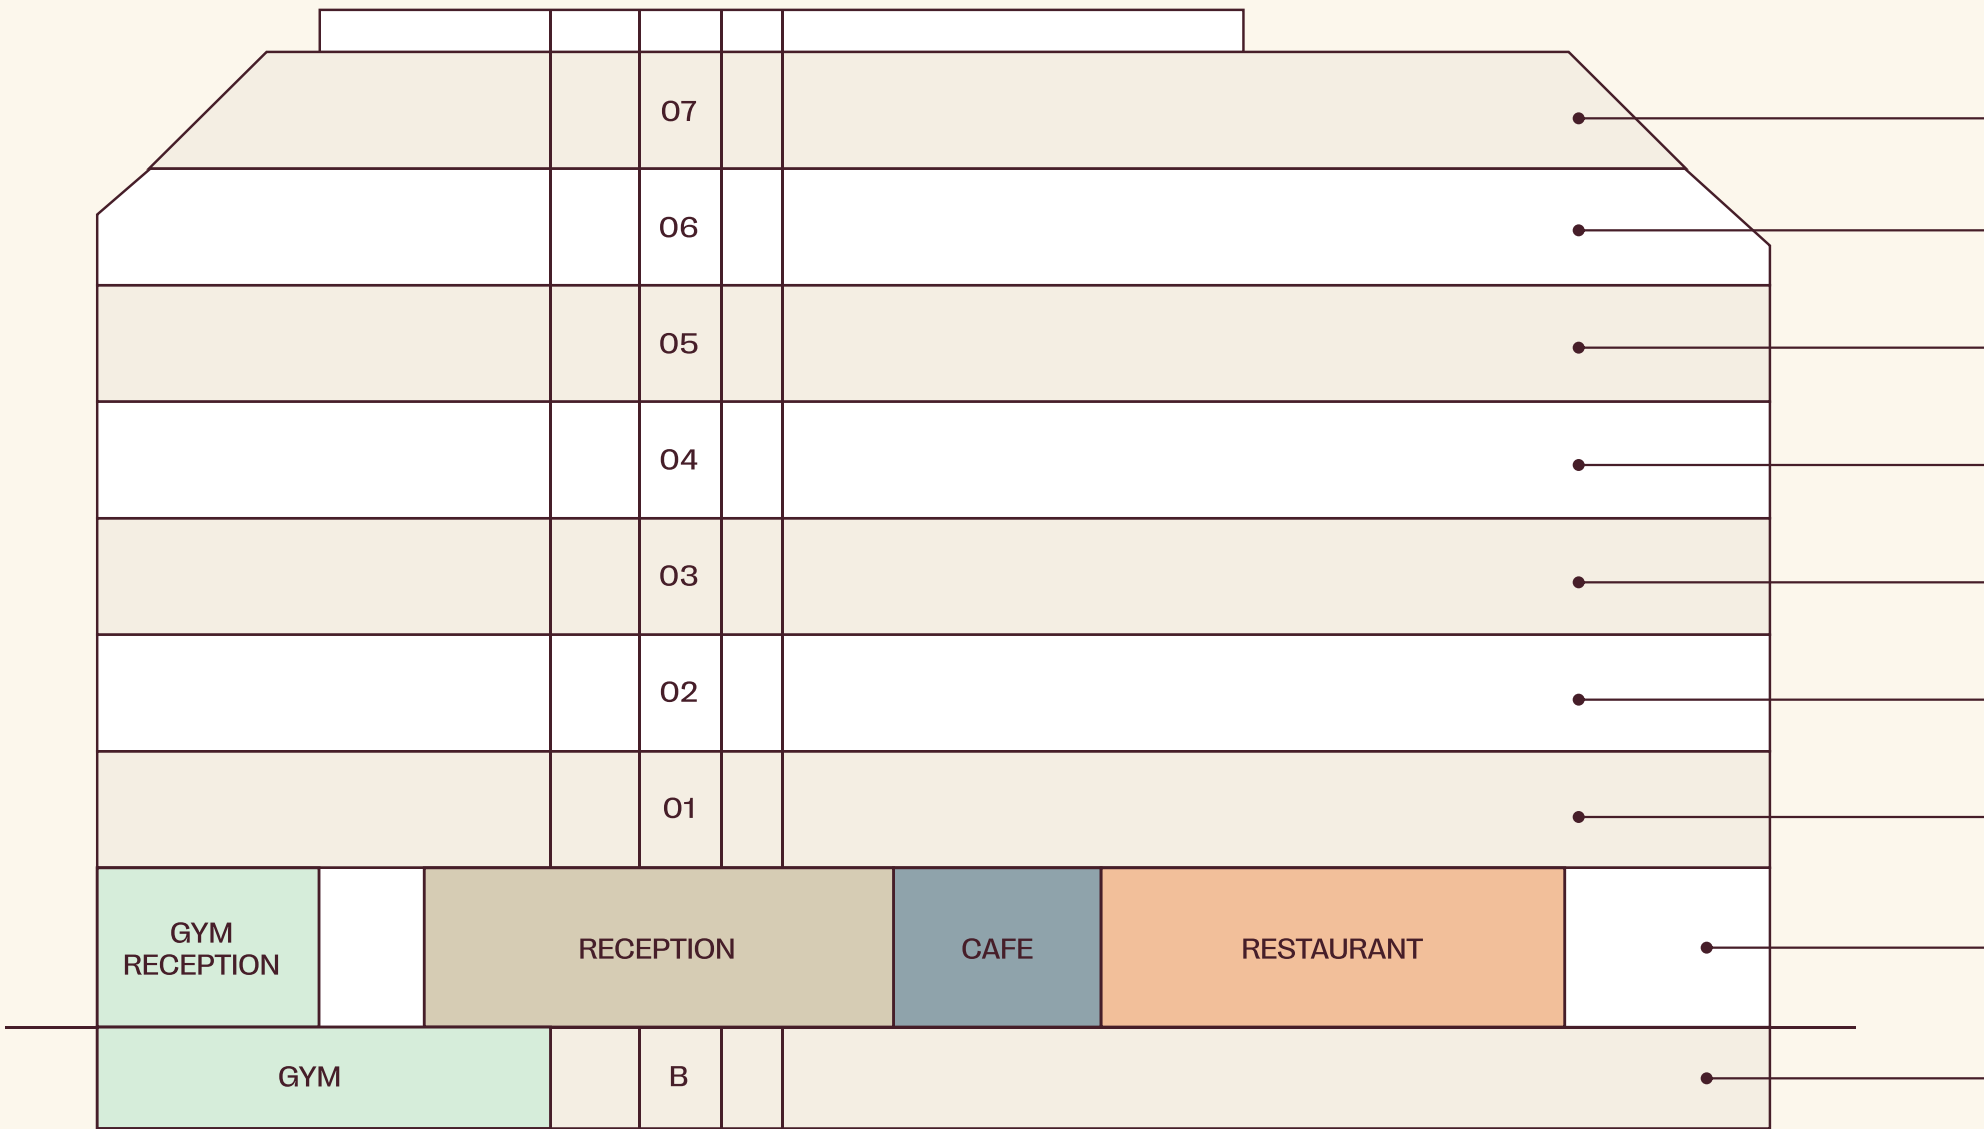 07
06
05
04
03
02
01
GYM
RECEPTION
RECEPTION
CAFE
RESTAURANT
GYM
B